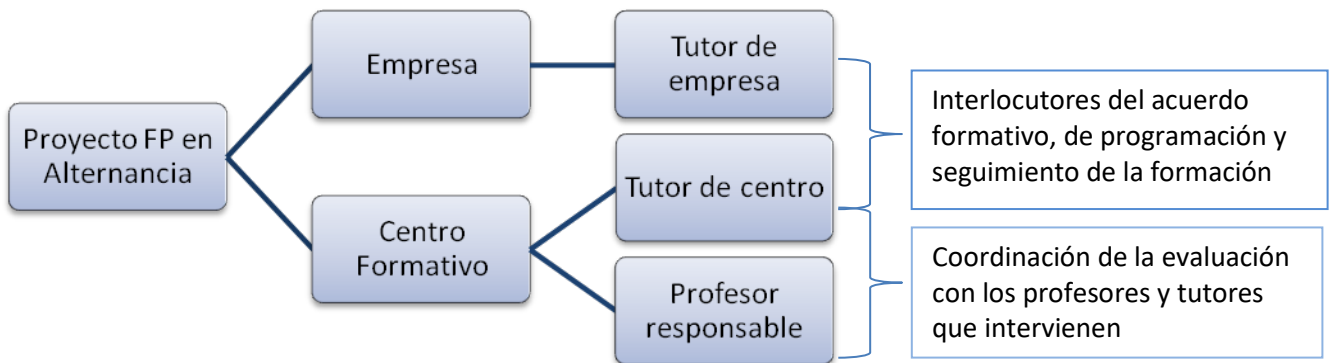 Proyecto FP en
Alternancia
Empresa
Centro
Formativo
Tutor de
empresa
Tutor de centro
Profesor
responsable
Interlocutores del acuerdo
formativo, de programación y
seguimiento de la formación
Coordinación de la evaluación
con los profesores y tutores
que intervienen